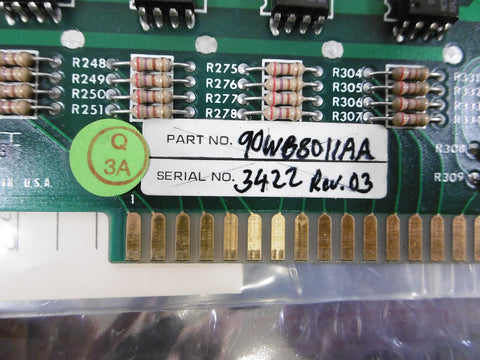 R248 R275 R304 R331
R249 R276 R305
R250 R277 R306
R251 R278 R307
Q
3A
PART NO. 90WB8011AA
SERIAL NO. 3422 Rev.03
R308
R309
U.S.A.
1